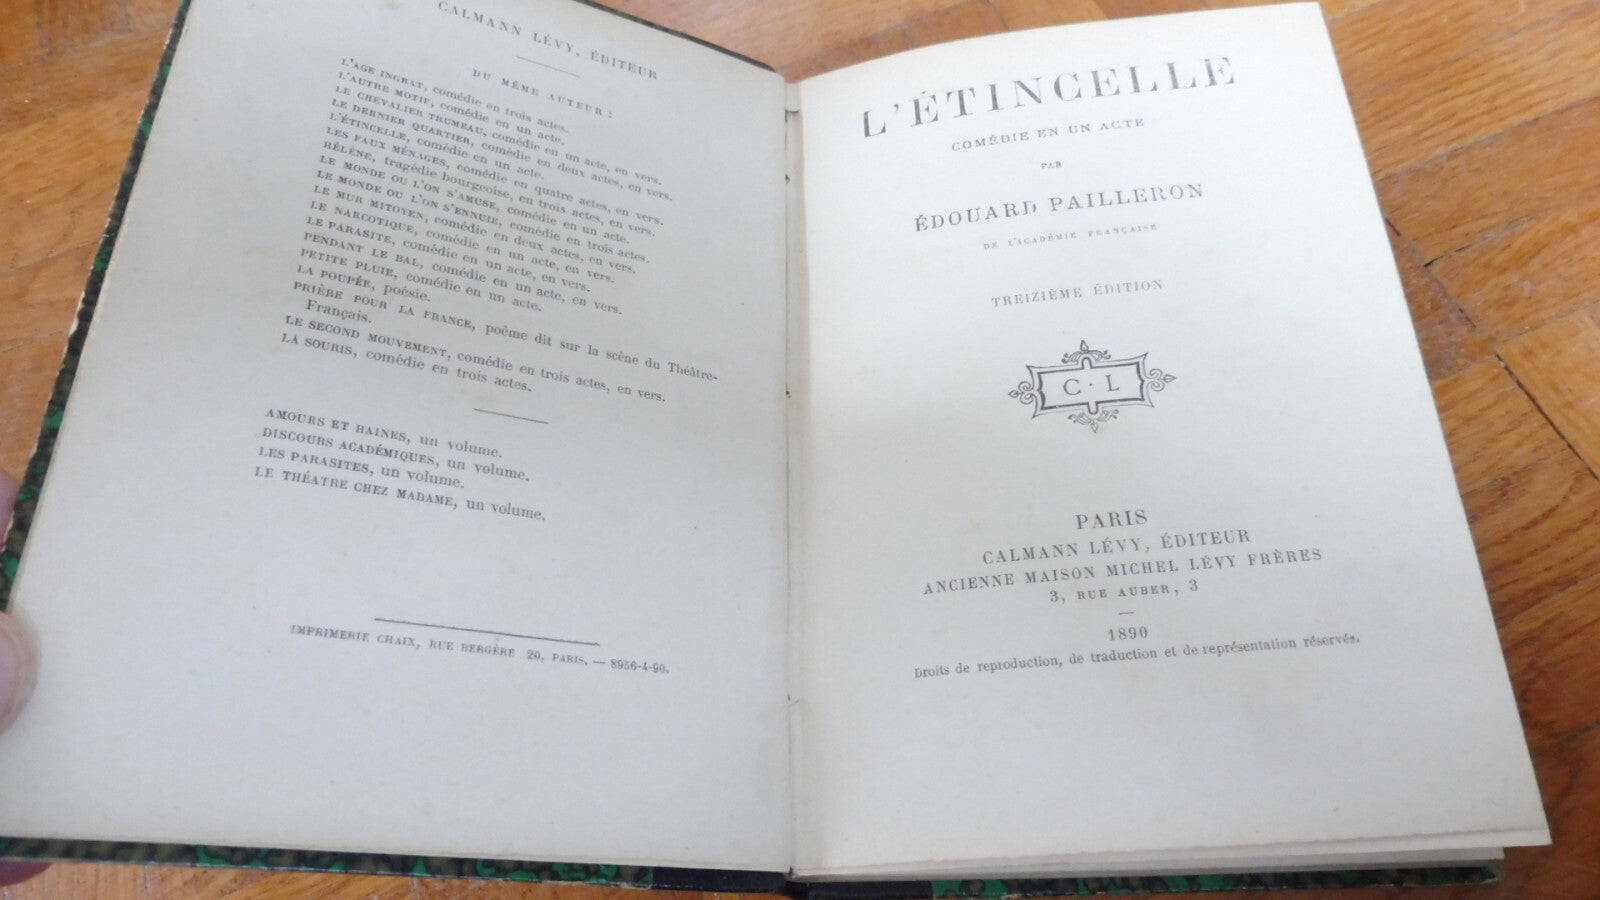 CALMANN LÉVY, ÉDITEUR
DU MÊME AUTEUR :
L'AGE INGRAT, comédie en trois actes.
L'AUTRE MOTIF, comédie en un acte.
LE CHEVALIER TRUMEAU, comédie en un acte, en vers.
LE DERNIER QUARTIER, comédie en deux actes, en vers.
L'ÉTINCELLE, comédie en un acte.
LES FAUX MÉNAGES, comédie en quatre actes, en vers.
HÉLÈNE, tragédie bourgeoise, en trois actes, en vers.
LE MONDE OU L'ON S'AMUSE, comédie en un acte.
LE MONDE OU L'ON S'ENNUIE, comédie en trois actes.
LE MUR MITOYEN, comédie en deux actes, en vers.
LE NARCOTIQUE, comédie en un acte, en vers.
LE PARASITE, comédie en un acte, en vers.
PENDANT LE BAL, comédie en un acte, en vers.
PETITE PLUIE, comédie en un acte.
LA POUPÉE, poésie.
PRIÈRE POUR LA FRANCE, poème dit sur la scène du Théâtre-
Français.
LE SECOND MOUVEMENT, comédie en trois actes, en vers.
LA SOURIS, comédie en trois actes.
AMOURS ET HAINES, un volume.
DISCOURS ACADÉMIQUES, un volume.
LES PARASITES, un volume.
LE THÉATRE CHEZ MADAME, un volume.
IMPRIMERIE CHAIX, RUE BERGÈRE 20, PARIS. — 8956-4-90.
L'ÉTINCELLE
COMÉDIE EN UN ACTE
PAR
ÉDOUARD PAILLERON
DE L'ACADÉMIE FRANÇAISE
TREIZIÈME ÉDITION
C · L
PARIS
CALMANN LÉVY, ÉDITEUR
ANCIENNE MAISON MICHEL LÉVY FRÈRES
3, RUE AUBER, 3
—
1890
Droits de reproduction, de traduction et de représentation réservés.